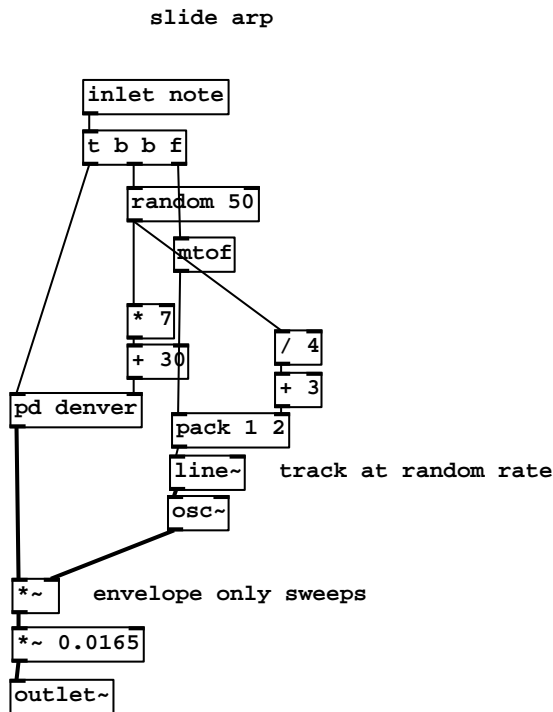 slide arp
inlet note
t b b f
random 50
mtof
* 7
/ 4
+ 30
+ 3
pd denver
pack 1 2
line~
track at random rate
osc~
*~
envelope only sweeps
*~ 0.0165
outlet~